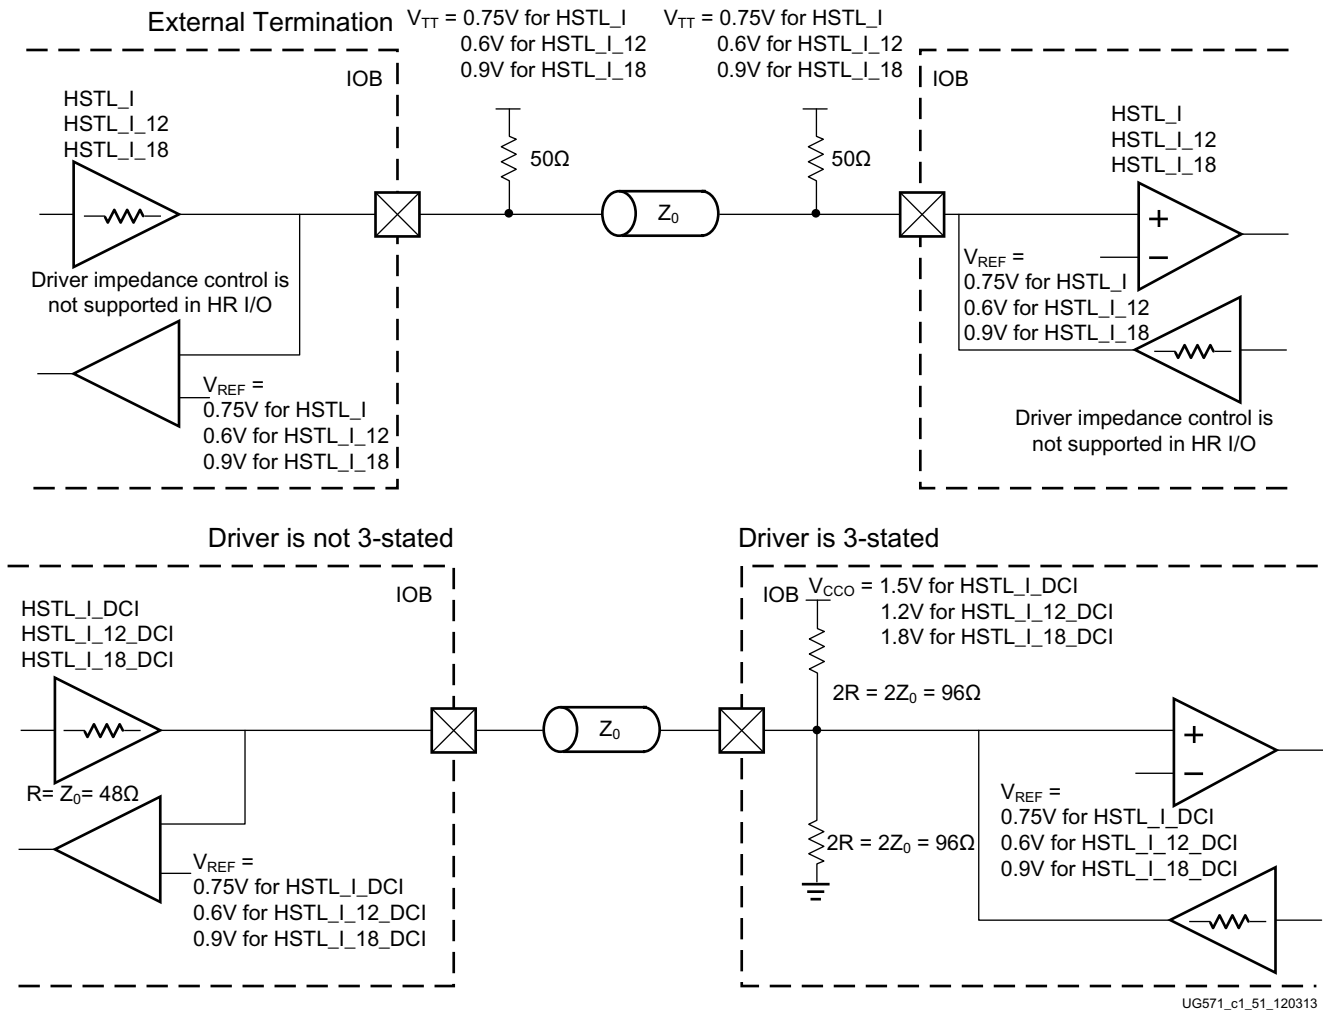 External Termination
V_TT = 0.75V for HSTL_I
0.6V for HSTL_I_12
0.9V for HSTL_I_18
V_TT = 0.75V for HSTL_I
0.6V for HSTL_I_12
0.9V for HSTL_I_18
IOB
HSTL_I
HSTL_I_12
HSTL_I_18
50Ω
Z₀
50Ω
IOB
HSTL_I
HSTL_I_12
HSTL_I_18
+
−
Driver impedance control is
not supported in HR I/O
V_REF =
0.75V for HSTL_I
0.6V for HSTL_I_12
0.9V for HSTL_I_18
V_REF =
0.75V for HSTL_I
0.6V for HSTL_I_12
0.9V for HSTL_I_18
Driver impedance control is
not supported in HR I/O
Driver is not 3-stated
IOB
HSTL_I_DCI
HSTL_I_12_DCI
HSTL_I_18_DCI
R= Z₀= 48Ω
V_REF =
0.75V for HSTL_I_DCI
0.6V for HSTL_I_12_DCI
0.9V for HSTL_I_18_DCI
Z₀
Driver is 3-stated
IOB
V_CCO = 1.5V for HSTL_I_DCI
1.2V for HSTL_I_12_DCI
1.8V for HSTL_I_18_DCI
2R = 2Z₀ = 96Ω
+
−
2R = 2Z₀ = 96Ω
V_REF =
0.75V for HSTL_I_DCI
0.6V for HSTL_I_12_DCI
0.9V for HSTL_I_18_DCI
UG571_c1_51_120313